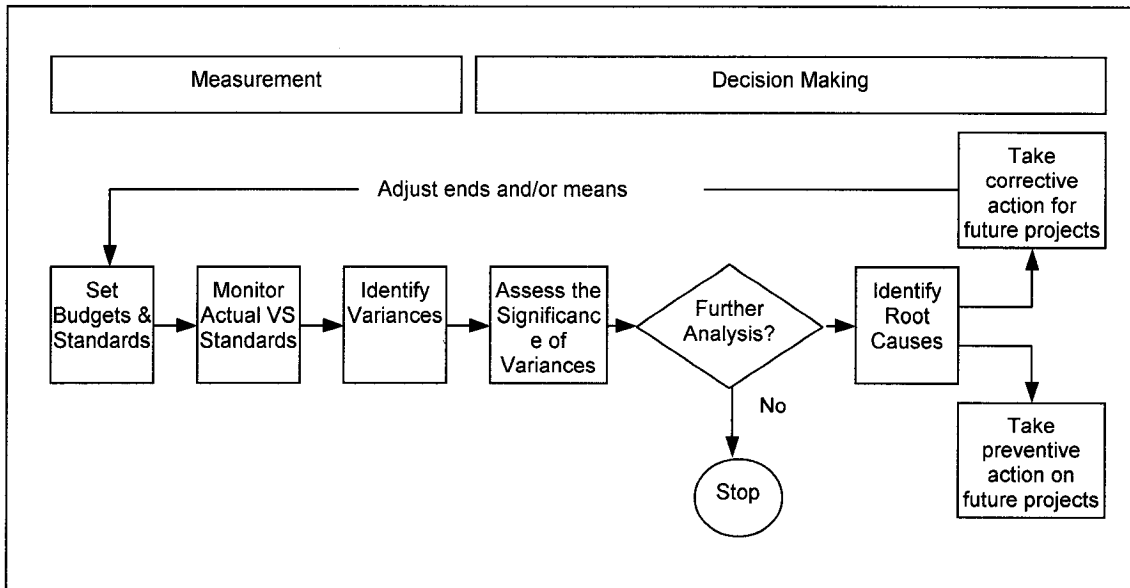 Measurement
Decision Making
Take
corrective
action for
future projects
Adjust ends and/or means
Set
Budgets &
Standards
Monitor
Actual VS
Standards
Identify
Variances
Assess the
Significanc
e of
Variances
Further
Analysis?
Identify
Root
Causes
No
Stop
Take
preventive
action on
future projects